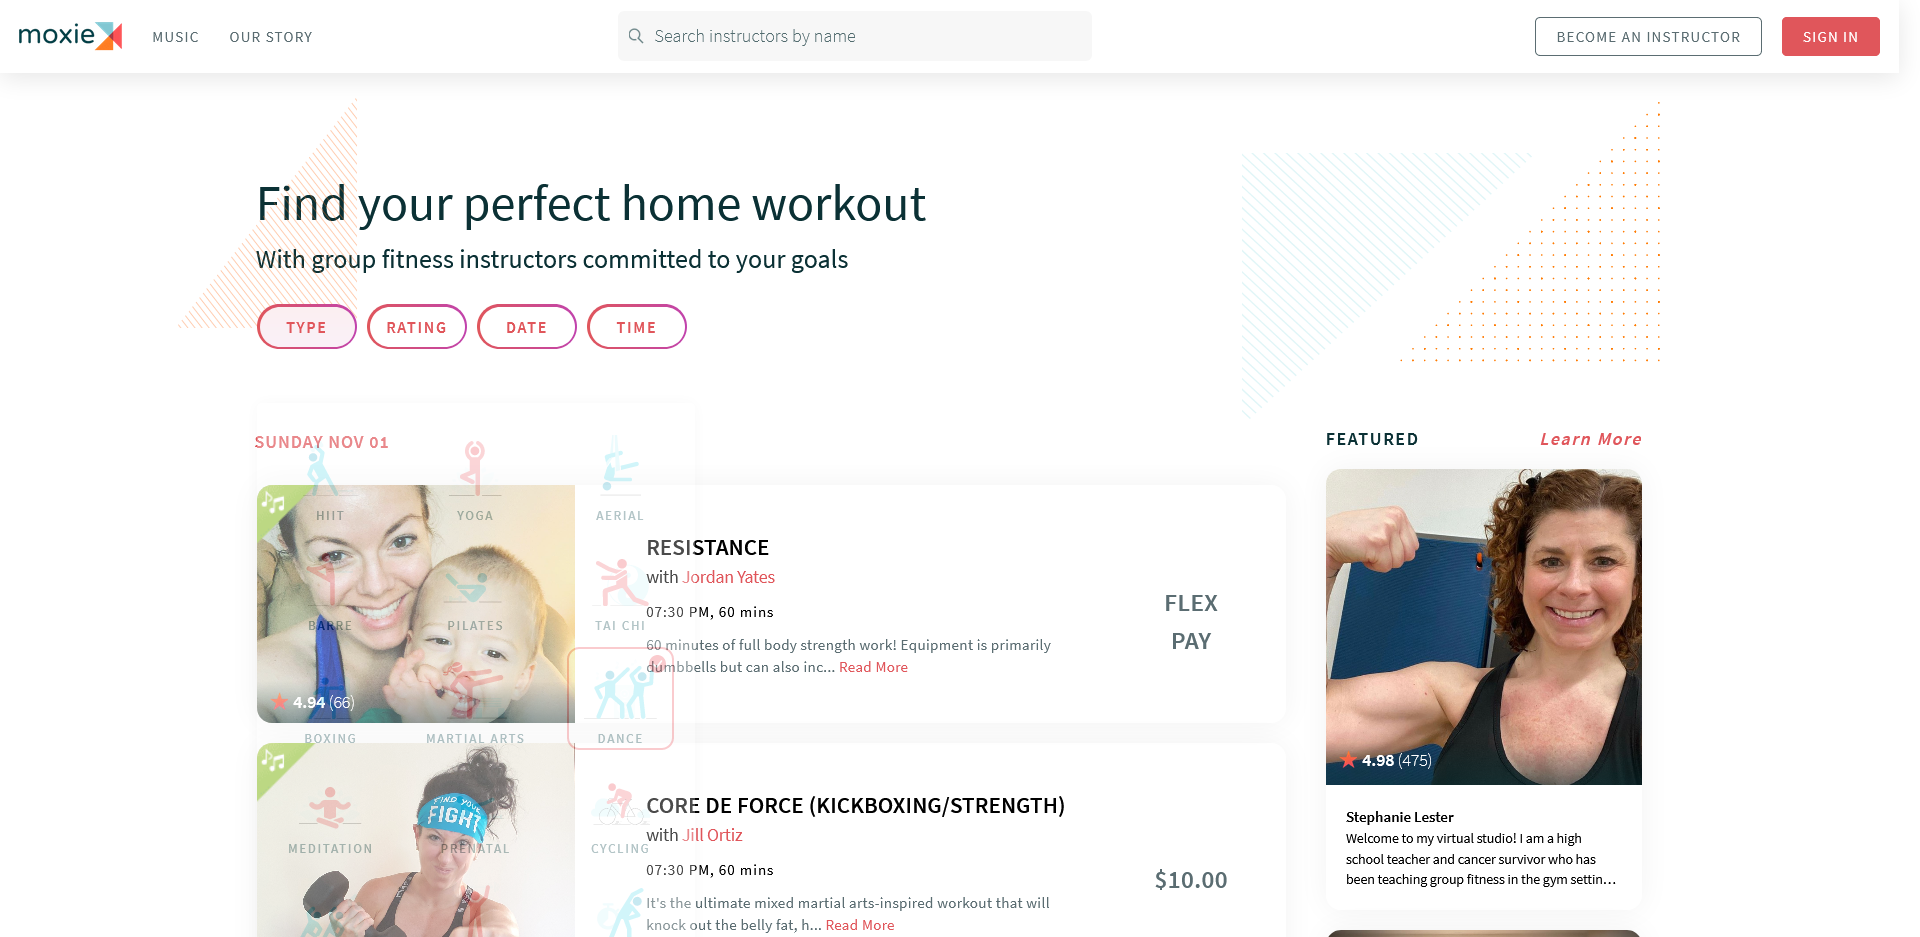 moxie
MUSIC
OUR STORY
Search instructors by name
BECOME AN INSTRUCTOR
SIGN IN
Find your perfect home workout
With group fitness instructors committed to your goals
TYPE
RATING
DATE
TIME
SUNDAY NOV 01
HIIT
YOGA
AERIAL
BARRE
PILATES
TAI CHI
BOXING
MARTIAL ARTS
DANCE
MEDITATION
PRENATAL
CYCLING
4.94 (66)
RESISTANCE
with Jordan Yates
07:30 PM, 60 mins
60 minutes of full body strength work! Equipment is primarily
dumbbells but can also inc... Read More
FLEX
PAY
FIND YOUR
FIGHT
CORE DE FORCE (KICKBOXING/STRENGTH)
with Jill Ortiz
07:30 PM, 60 mins
It's the ultimate mixed martial arts-inspired workout that will
knock out the belly fat, h... Read More
$10.00
FEATURED
Learn More
4.98 (475)
Stephanie Lester
Welcome to my virtual studio! I am a high
school teacher and cancer survivor who has
been teaching group fitness in the gym settin...